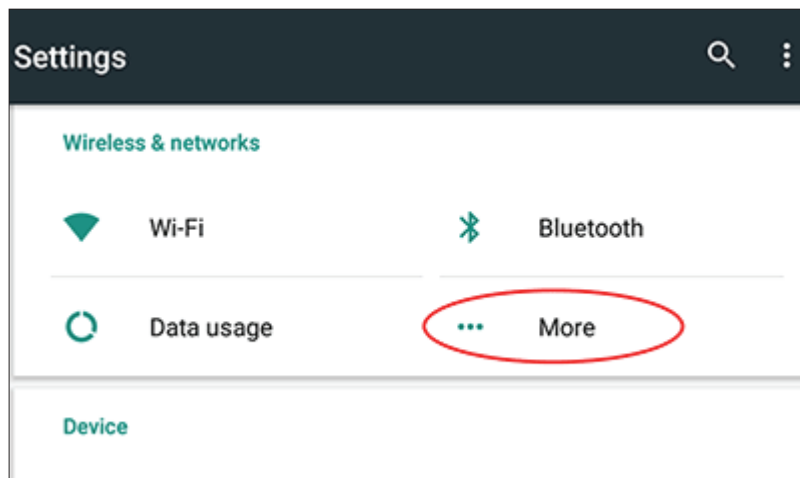 Settings
Wireless & networks
Wi-Fi
Bluetooth
Data usage
More
Device